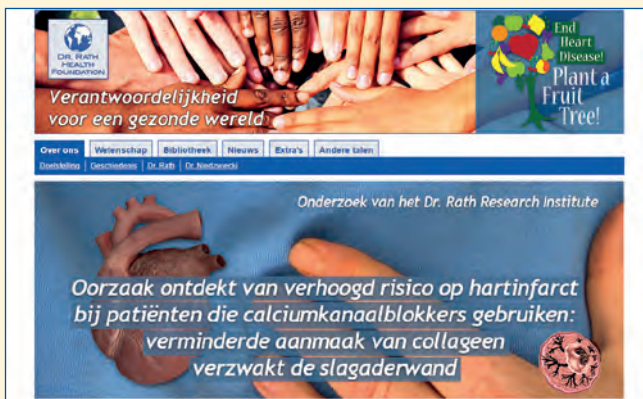 DR. RATH
HEALTH
FOUNDATION
Verantwoordelijkheid
voor een gezonde wereld
End
Heart
Disease!
Plant a
Fruit
Tree!
Over ons Wetenschap Bibliotheek Nieuws Extra's Andere talen
Doelstelling Geschiedenis Dr. Rath Dr. Niedzwiecki
Onderzoek van het Dr. Rath Research Institute
Oorzaak ontdekt van verhoogd risico op hartinfarct
bij patiënten die calciumkanaalblokkers gebruiken:
verminderde aanmaak van collageen
verzwakt de slagaderwand